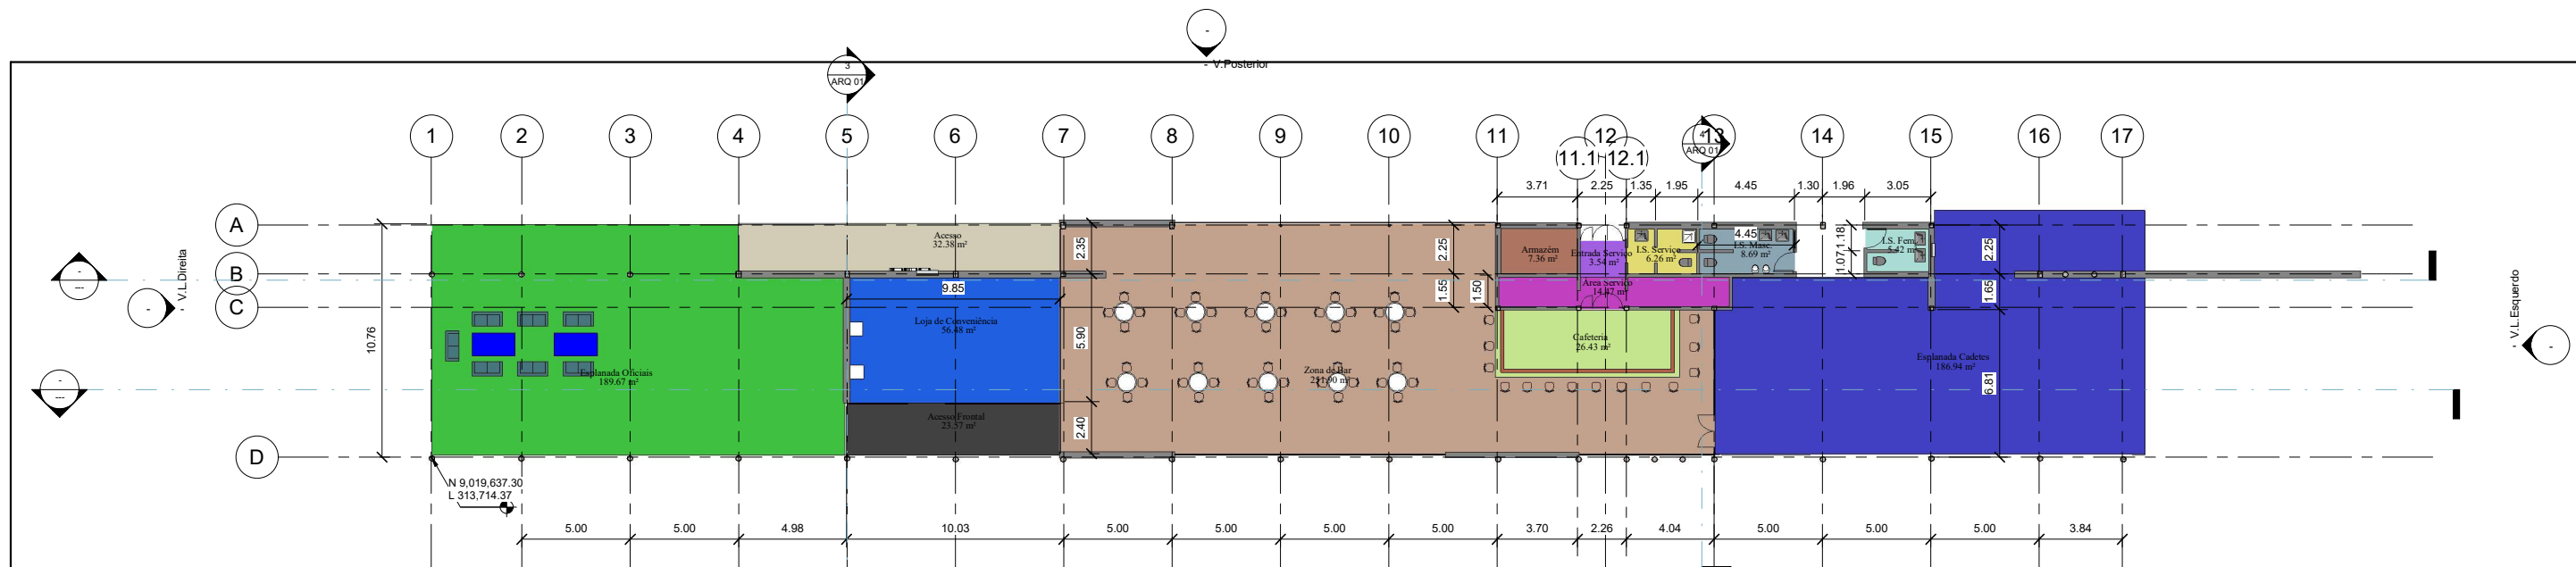 -
- V.Posterior
3
ARQ 01
1
2
3
4
5
6
7
8
9
10
11
12
13
14
15
16
17
11.1
12.1
4
ARQ 01
3.71
2.25
1.35
1.95
4.45
1.30
1.96
3.05
A
B
C
D
---
-
- V.L.Direita
-
---
10.76
Acesso
32.38 m²
2.35
2.25
Armazém
7.36 m²
Entrada Serviço
3.54 m²
I.S. Serviço
6.26 m²
4.45
I.S. Masc.
8.69 m²
1.18
1.07
I.S. Fem.
5.42 m²
2.25
9.85
1.55
1.50
Área Serviço
14.47 m²
1.65
Loja de Conveniência
56.48 m²
5.90
Cafeteria
26.43 m²
Esplanada Cadetes
186.94 m²
6.81
Esplanada Oficiais
189.67 m²
Zona de Bar
Acesso Frontal
23.57 m²
2.40
- V.L.Esquerdo
-
N 9,019,637.30
L 313,714.37
5.00
5.00
4.98
10.03
5.00
5.00
5.00
5.00
3.70
2.26
4.04
5.00
5.00
5.00
3.84